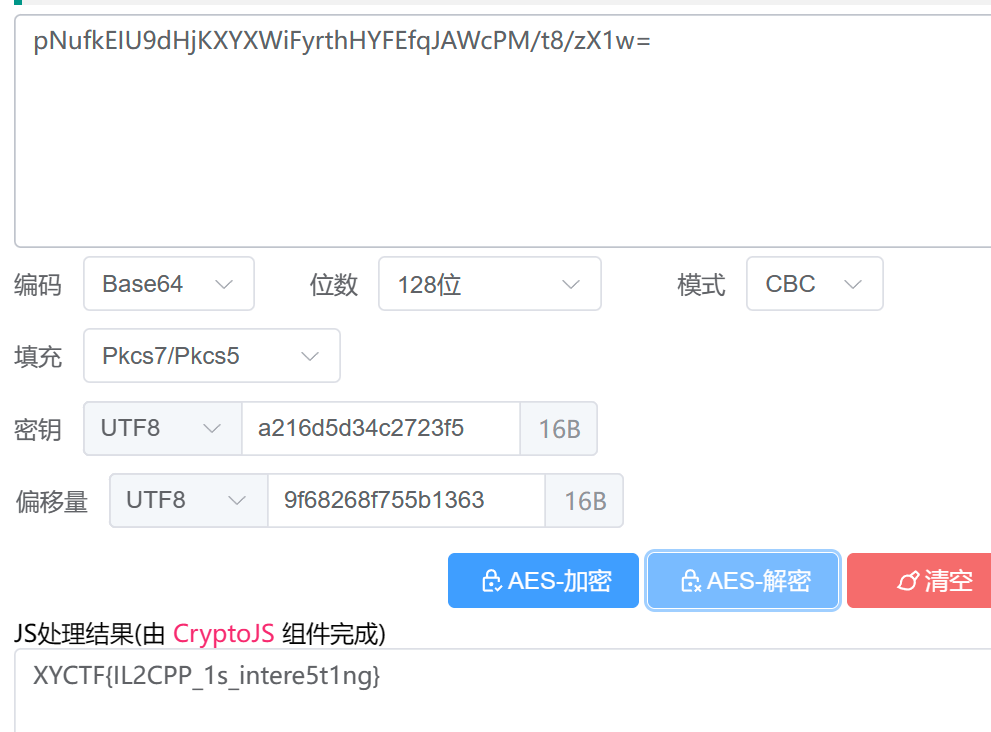 pNufkEIU9dHjKXYXWiFyrthHYFEfqJAWcPM/t8/zX1w=
编码 Base64 位数 128位 模式 CBC
填充 Pkcs7/Pkcs5
密钥 UTF8 a216d5d34c2723f5 16B
偏移量 UTF8 9f68268f755b1363 16B
AES-加密 AES-解密 清空
JS处理结果(由 CryptoJS 组件完成)
XYCTF{IL2CPP_1s_intere5t1ng}